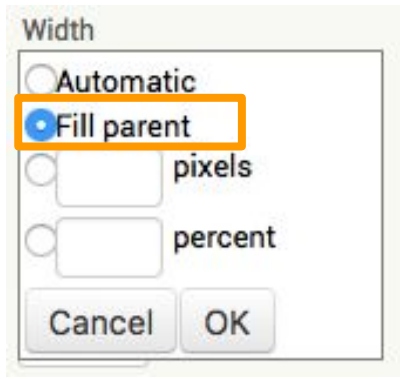 Width
Automatic
Fill parent
pixels
percent
Cancel OK